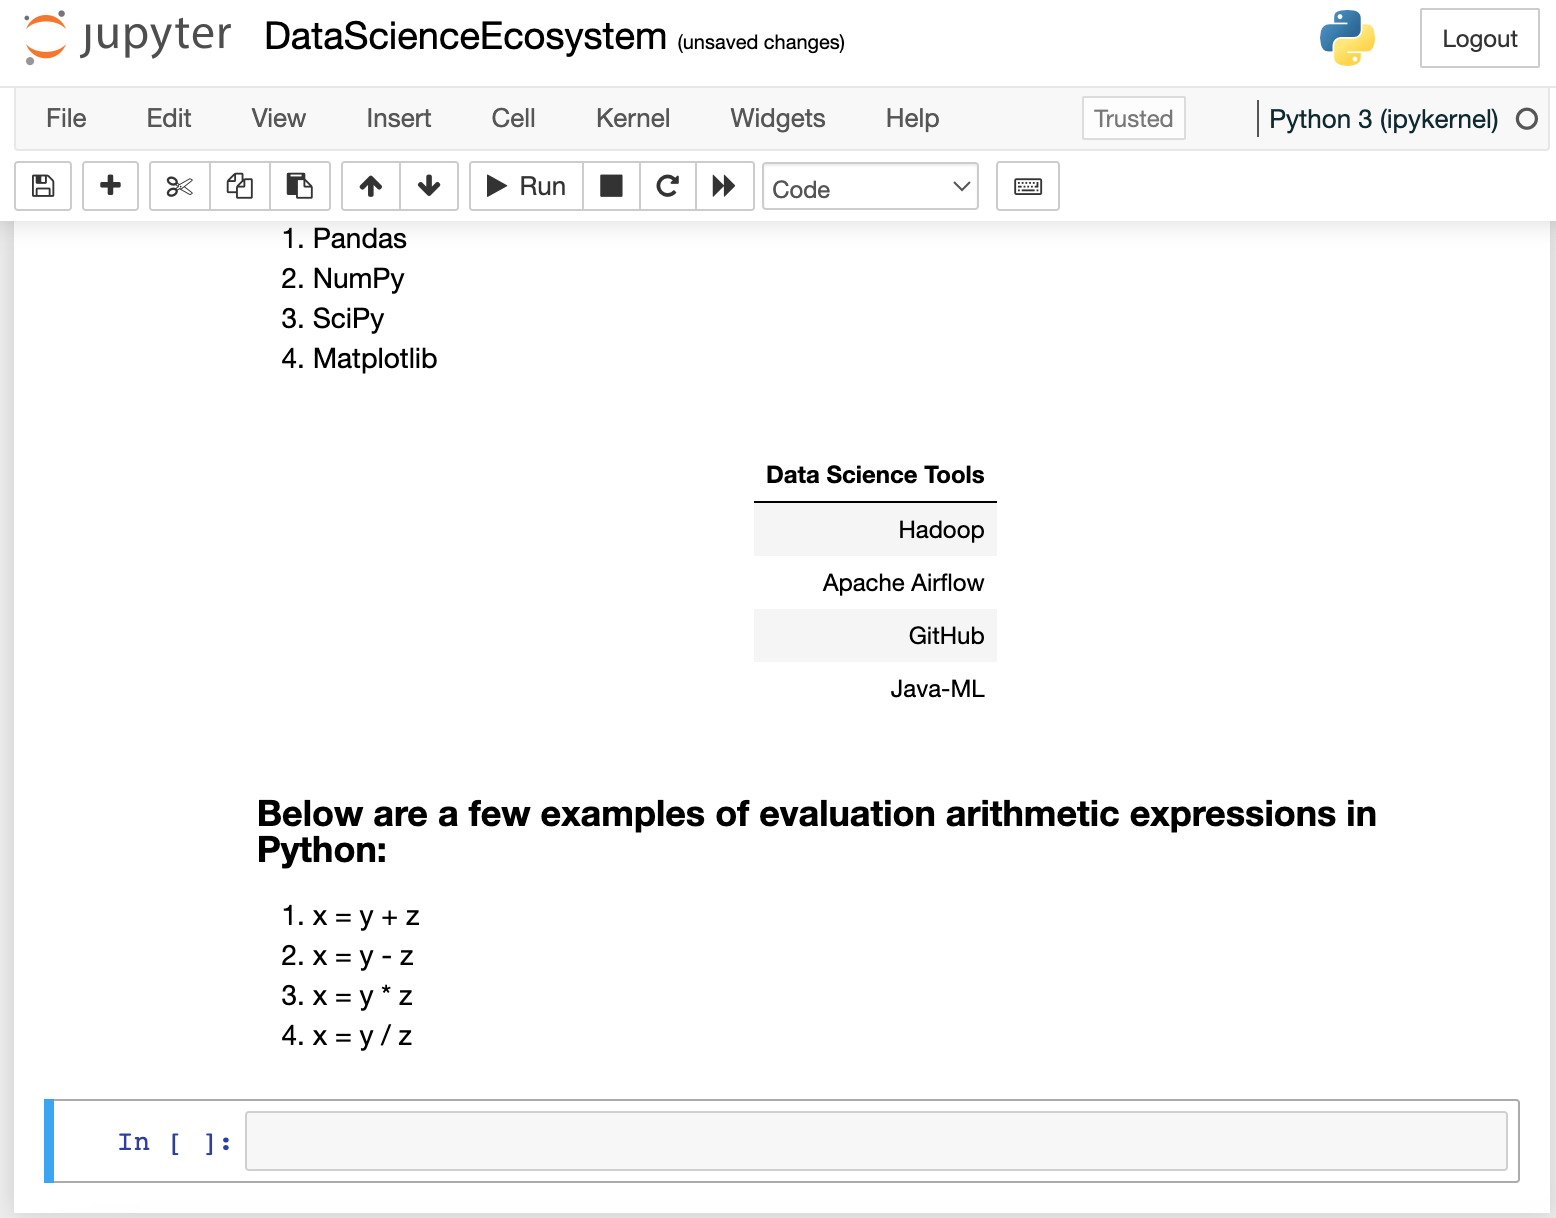 jupyter DataScienceEcosystem (unsaved changes) Logout
File Edit View Insert Cell Kernel Widgets Help Trusted Python 3 (ipykernel)
Run Code
1. Pandas
2. NumPy
3. SciPy
4. Matplotlib
Data Science Tools
Hadoop
Apache Airflow
GitHub
Java-ML
Below are a few examples of evaluation arithmetic expressions in
Python:
1. x = y + z
2. x = y - z
3. x = y * z
4. x = y / z
In [ ]: